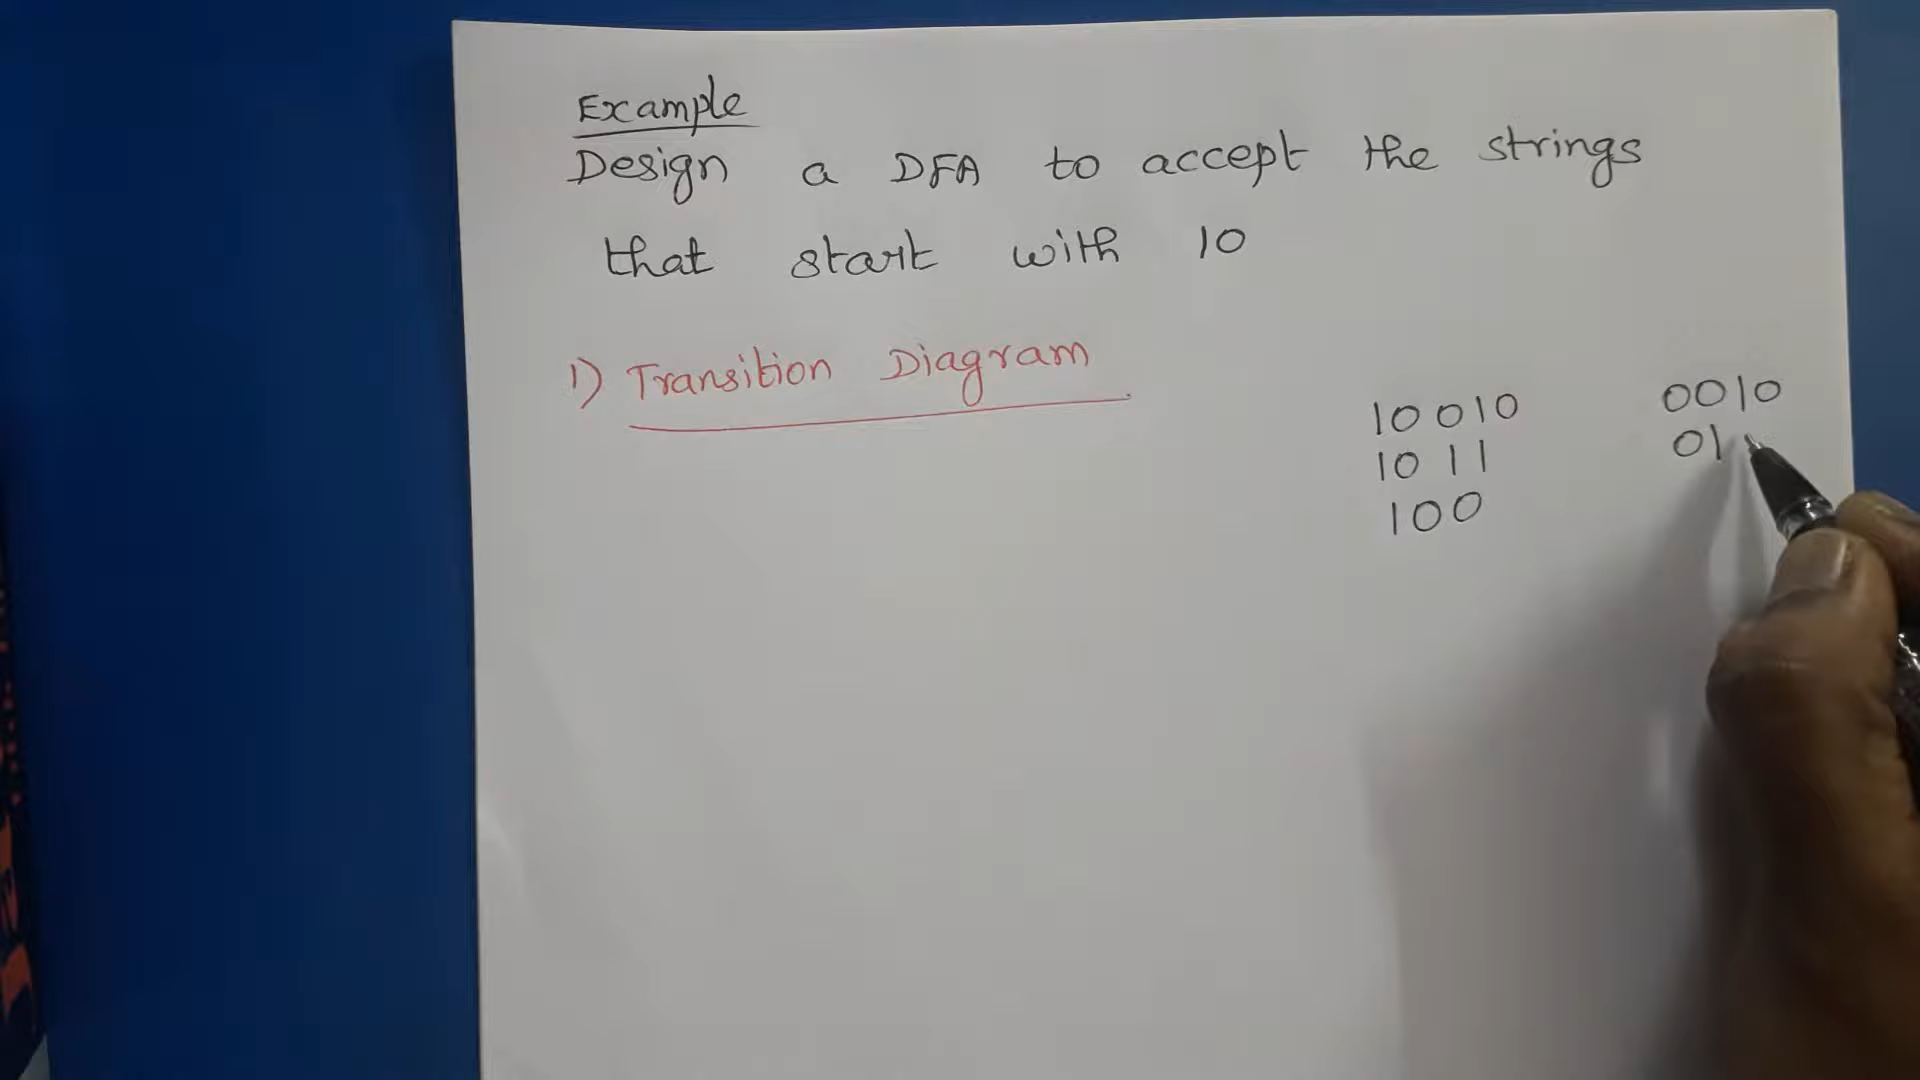 Example
Design a DFA to accept the strings
that start with 10
1) Transition Diagram
10010 0010
1011 01
100